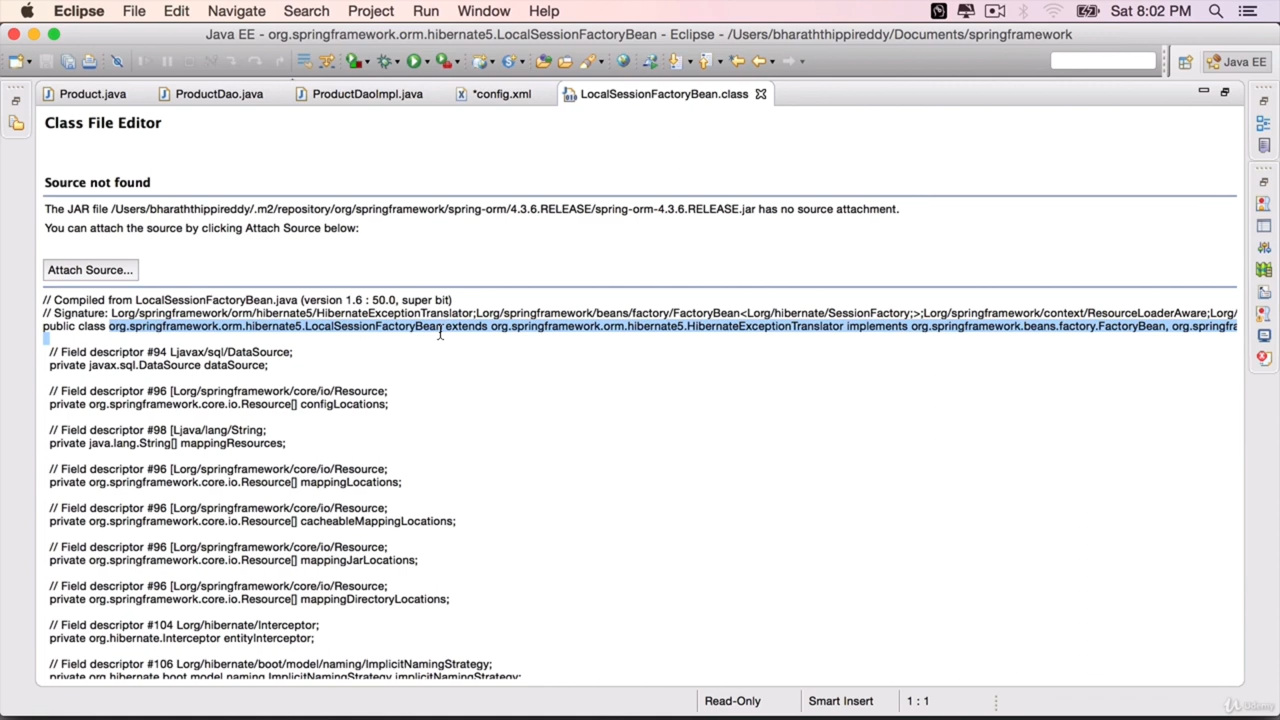 Eclipse File Edit Navigate Search Project Run Window Help Sat 8:02 PM
Java EE - org.springframework.orm.hibernate5.LocalSessionFactoryBean - Eclipse - /Users/bharaththippireddy/Documents/springframework
Java EE
Product.java ProductDao.java ProductDaoImpl.java *config.xml LocalSessionFactoryBean.class
Class File Editor
Source not found
The JAR file /Users/bharaththippireddy/.m2/repository/org/springframework/spring-orm/4.3.6.RELEASE/spring-orm-4.3.6.RELEASE.jar has no source attachment.
You can attach the source by clicking Attach Source below:
Attach Source...
// Compiled from LocalSessionFactoryBean.java (version 1.6 : 50.0, super bit)
// Signature: Lorg/springframework/orm/hibernate5/HibernateExceptionTranslator;Lorg/springframework/beans/factory/FactoryBean<Lorg/hibernate/SessionFactory;>;Lorg/springframework/context/ResourceLoaderAware;Lorg/
public class org.springframework.orm.hibernate5.LocalSessionFactoryBean extends org.springframework.orm.hibernate5.HibernateExceptionTranslator implements org.springframework.beans.factory.FactoryBean, org.springfra
// Field descriptor #94 Ljavax/sql/DataSource;
private javax.sql.DataSource dataSource;
// Field descriptor #96 [Lorg/springframework/core/io/Resource;
private org.springframework.core.io.Resource[] configLocations;
// Field descriptor #98 [Ljava/lang/String;
private java.lang.String[] mappingResources;
// Field descriptor #96 [Lorg/springframework/core/io/Resource;
private org.springframework.core.io.Resource[] mappingLocations;
// Field descriptor #96 [Lorg/springframework/core/io/Resource;
private org.springframework.core.io.Resource[] cacheableMappingLocations;
// Field descriptor #96 [Lorg/springframework/core/io/Resource;
private org.springframework.core.io.Resource[] mappingJarLocations;
// Field descriptor #96 [Lorg/springframework/core/io/Resource;
private org.springframework.core.io.Resource[] mappingDirectoryLocations;
// Field descriptor #104 Lorg/hibernate/Interceptor;
private org.hibernate.Interceptor entityInterceptor;
// Field descriptor #106 Lorg/hibernate/boot/model/naming/ImplicitNamingStrategy;
private org.hibernate.boot.model.naming.ImplicitNamingStrategy implicitNamingStrategy;
Read-Only Smart Insert 1 : 1
Udemy